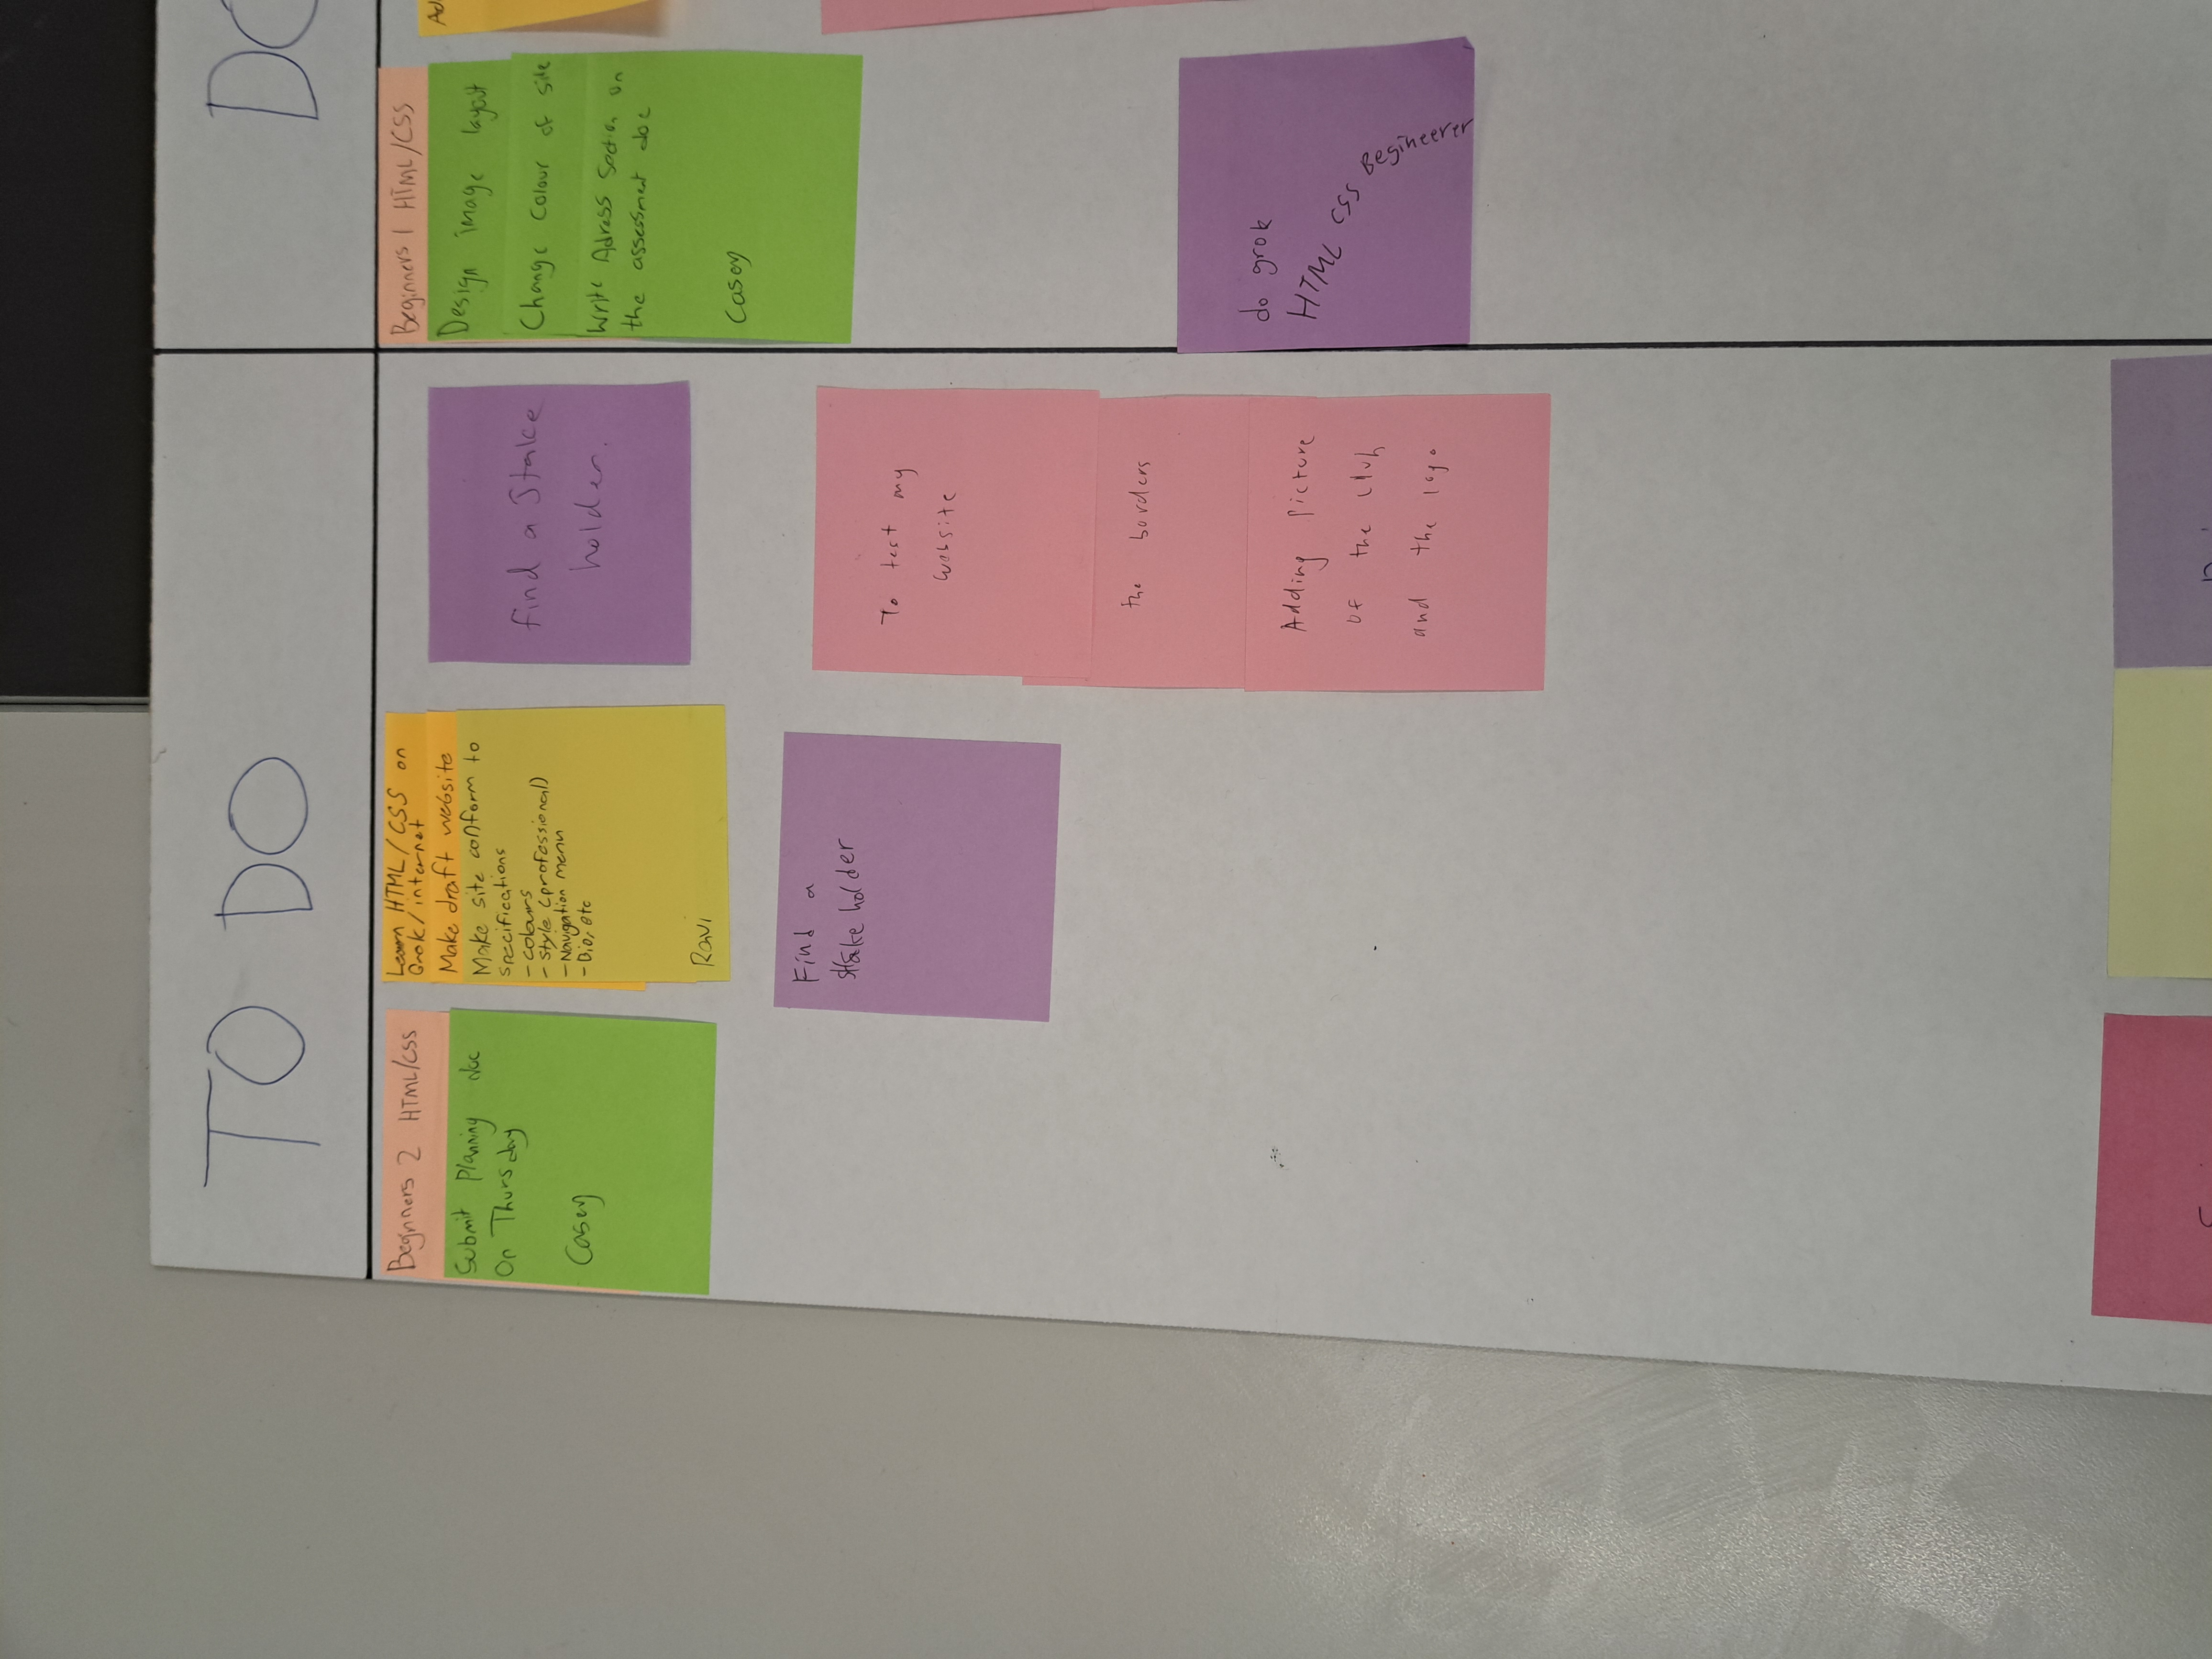 TO DO
DO
Beginners 2 HTML/CSS
Submit Planning doc
On Thursday
Casey
Learn HTML/CSS on
Grok/internet
Make draft website
Make site conform to
specifications
- colours
- Style (professional)
- Navigation menu
- Bio, etc
Ravi
find a Stake
holder.
Find a
stake holder
To test my
website
the borders
Adding picture
of the club
and the logo
Beginners 1 HTML/CSS
Design image layout
Change Colour of site
Write Adress Section on
the assessment doc
Casey
Ad
do grok
HTML CSS Begineerer